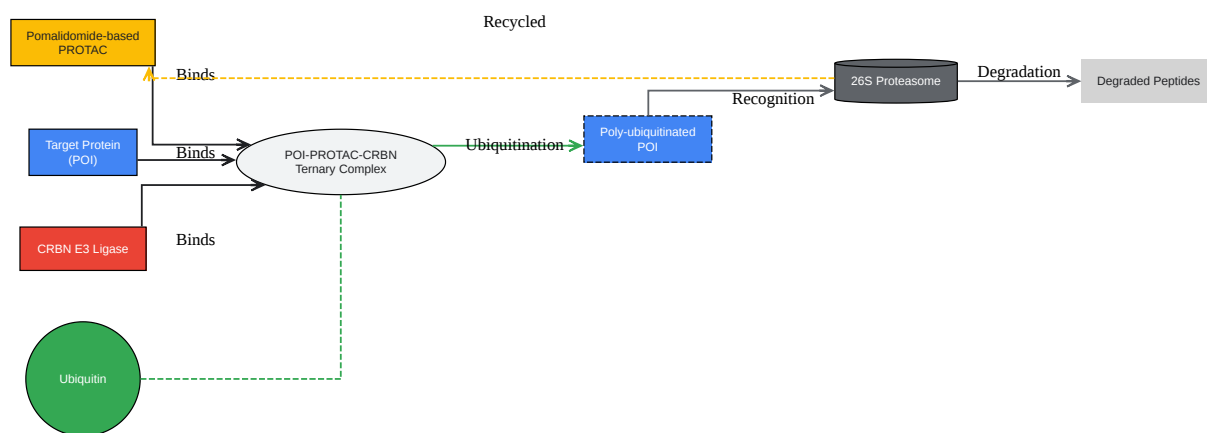 Recycled
Pomalidomide-based
PROTAC
Binds
26S Proteasome
Degradation
Degraded Peptides
Recognition
Target Protein
(POI)
Binds
POI-PROTAC-CRBN
Ternary Complex
Ubiquitination
Poly-ubiquitinated
POI
CRBN E3 Ligase
Binds
Ubiquitin